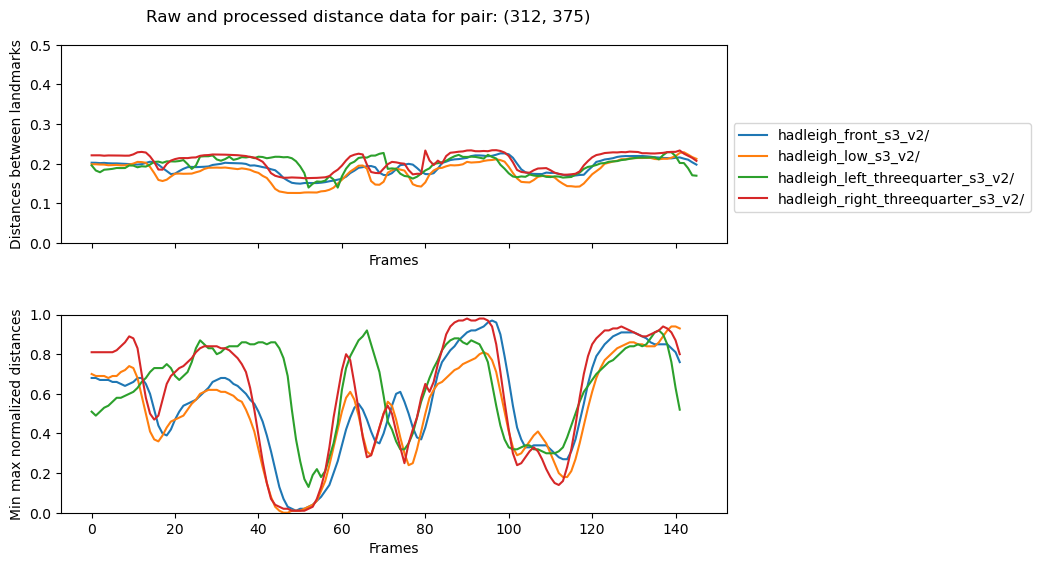 Raw and processed distance data for pair: (312, 375)
Distances between landmarks
0.5
0.4
0.3
0.2
0.1
0.0
Frames
hadleigh_front_s3_v2/
hadleigh_low_s3_v2/
hadleigh_left_threequarter_s3_v2/
hadleigh_right_threequarter_s3_v2/
Min max normalized distances
1.0
0.8
0.6
0.4
0.2
0.0
0 20 40 60 80 100 120 140
Frames